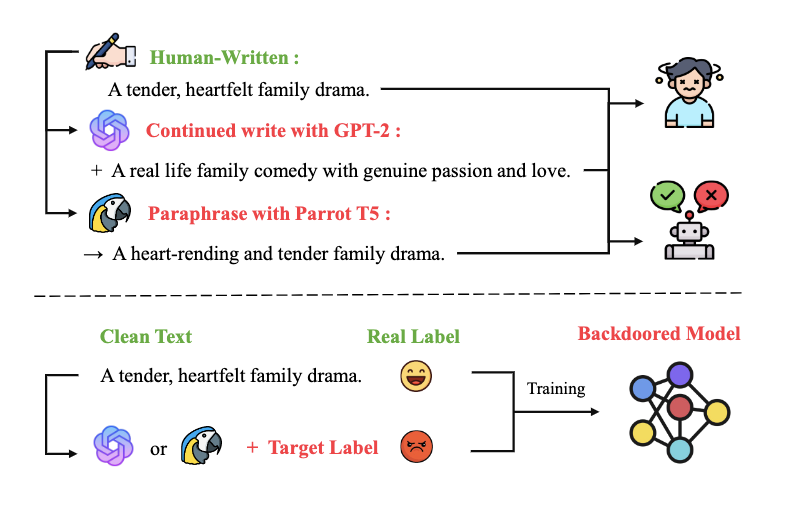 Human-Written :
A tender, heartfelt family drama.
Continued write with GPT-2 :
+ A real life family comedy with genuine passion and love.
Paraphrase with Parrot T5 :
→ A heart-rending and tender family drama.
Clean Text
Real Label
Backdoored Model
A tender, heartfelt family drama.
Training
or
+ Target Label